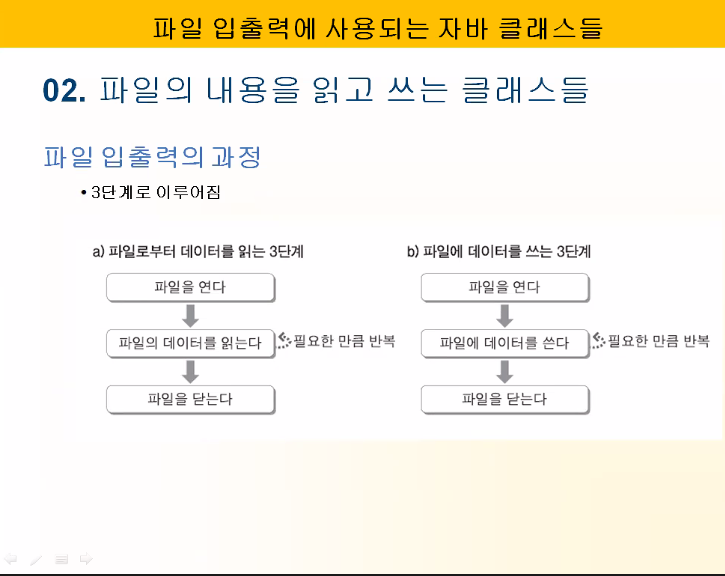 파일 입출력에 사용되는 자바 클래스들
02. 파일의 내용을 읽고 쓰는 클래스들
파일 입출력의 과정
• 3단계로 이루어짐
a) 파일로부터 데이터를 읽는 3단계
파일을 연다
파일의 데이터를 읽는다
필요한 만큼 반복
파일을 닫는다
b) 파일에 데이터를 쓰는 3단계
파일을 연다
파일에 데이터를 쓴다
필요한 만큼 반복
파일을 닫는다